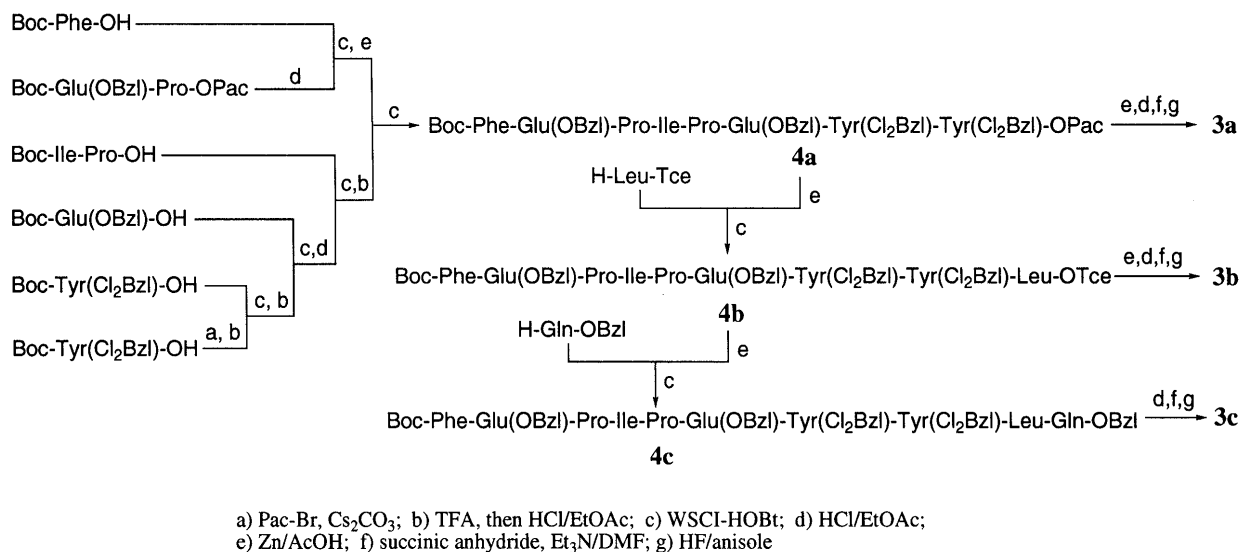 Boc-Phe-OH
c, e
Boc-Glu(OBzl)-Pro-OPac
d
c
Boc-Phe-Glu(OBzl)-Pro-Ile-Pro-Glu(OBzl)-Tyr(Cl₂Bzl)-Tyr(Cl₂Bzl)-OPac
e,d,f,g
3a
4a
Boc-Ile-Pro-OH
c,b
H-Leu-Tce
e
c
Boc-Glu(OBzl)-OH
c,d
Boc-Tyr(Cl₂Bzl)-OH
c, b
Boc-Tyr(Cl₂Bzl)-OH
a, b
Boc-Phe-Glu(OBzl)-Pro-Ile-Pro-Glu(OBzl)-Tyr(Cl₂Bzl)-Tyr(Cl₂Bzl)-Leu-OTce
e,d,f,g
3b
4b
H-Gln-OBzl
e
c
Boc-Phe-Glu(OBzl)-Pro-Ile-Pro-Glu(OBzl)-Tyr(Cl₂Bzl)-Tyr(Cl₂Bzl)-Leu-Gln-OBzl
d,f,g
3c
4c
a) Pac-Br, Cs₂CO₃; b) TFA, then HCl/EtOAc; c) WSCI-HOBt; d) HCl/EtOAc;
e) Zn/AcOH; f) succinic anhydride, Et₃N/DMF; g) HF/anisole